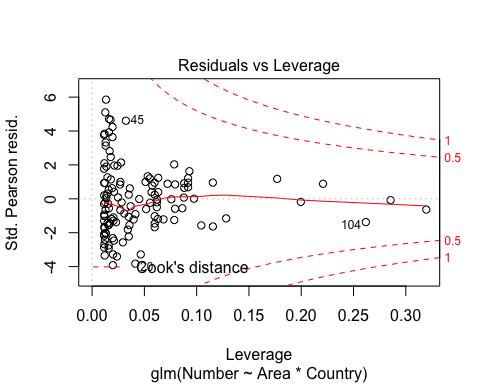 Residuals vs Leverage
Std. Pearson resid.
6
4
2
0
-2
-4
45
104
20
1
0.5
0.5
1
Cook's distance
0.00 0.05 0.10 0.15 0.20 0.25 0.30
Leverage
glm(Number ~ Area * Country)